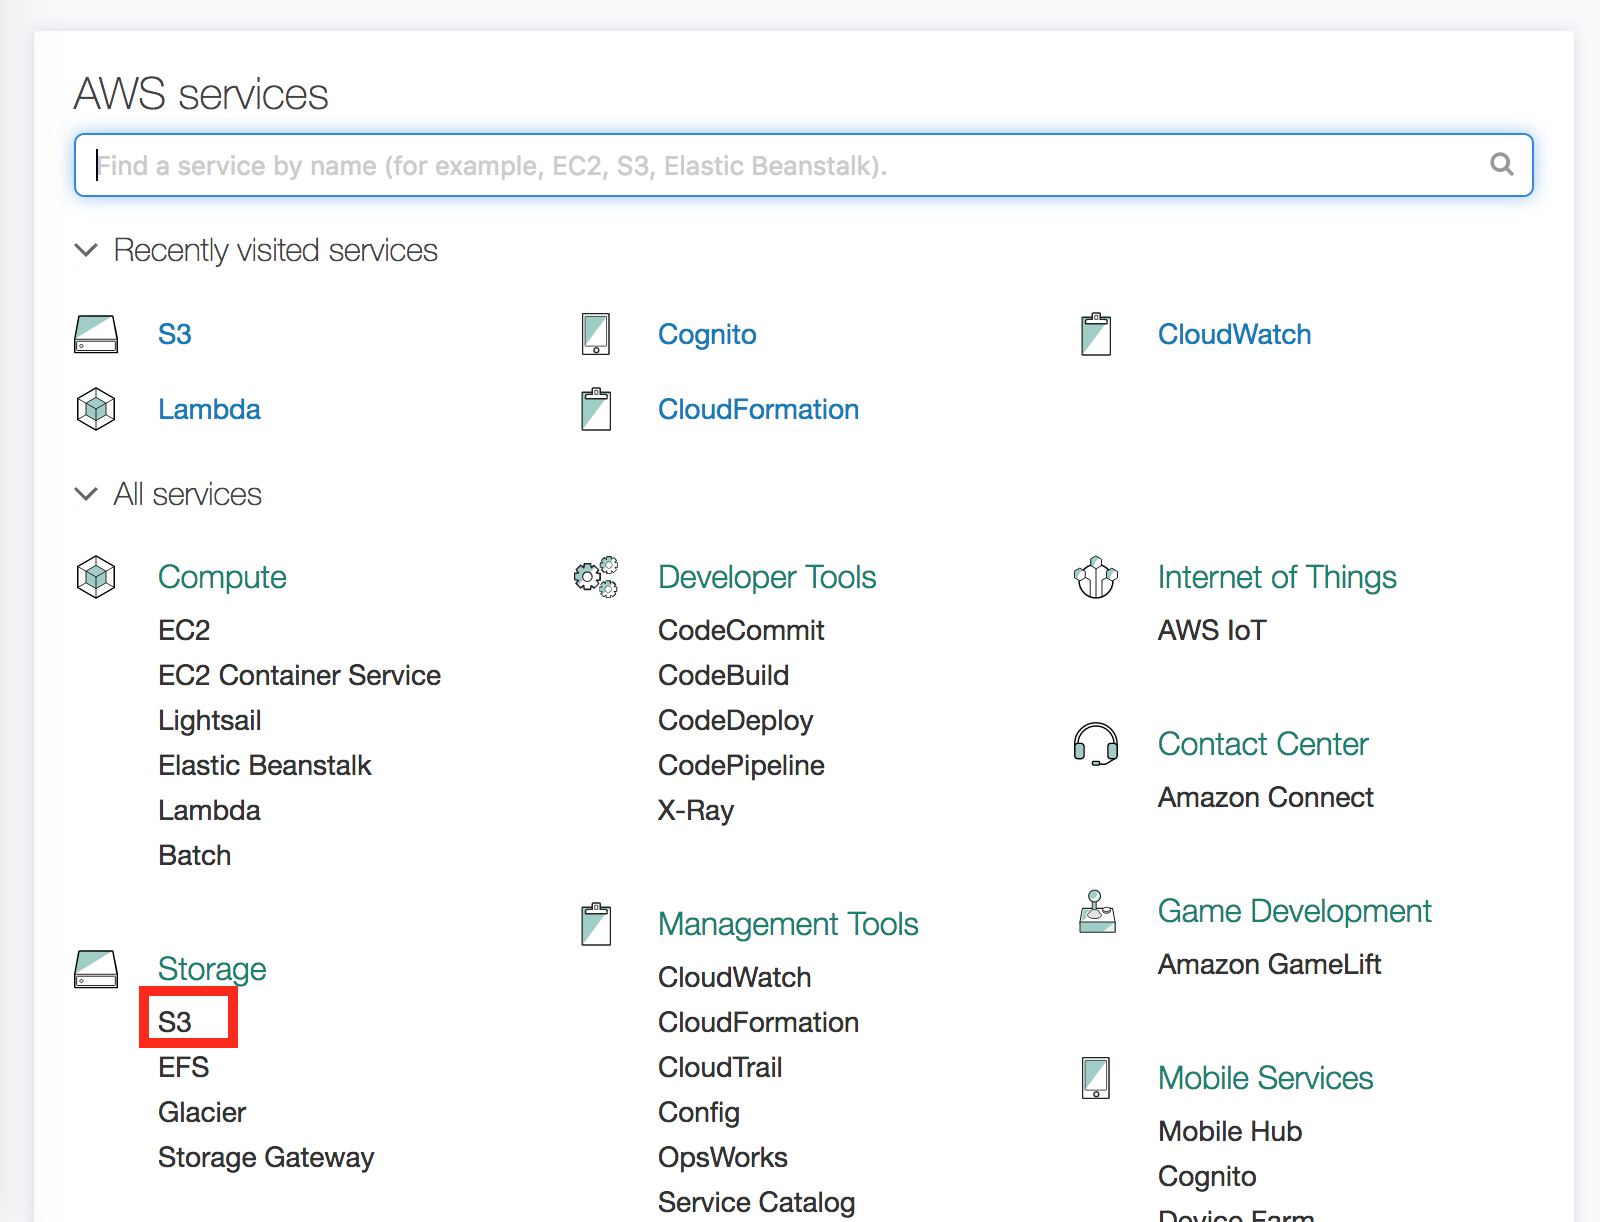 AWS services
Find a service by name (for example, EC2, S3, Elastic Beanstalk).
Recently visited services
S3
Cognito
CloudWatch
Lambda
CloudFormation
All services
Compute
EC2
EC2 Container Service
Lightsail
Elastic Beanstalk
Lambda
Batch
Storage
S3
EFS
Glacier
Storage Gateway
Developer Tools
CodeCommit
CodeBuild
CodeDeploy
CodePipeline
X-Ray
Management Tools
CloudWatch
CloudFormation
CloudTrail
Config
OpsWorks
Service Catalog
Internet of Things
AWS IoT
Contact Center
Amazon Connect
Game Development
Amazon GameLift
Mobile Services
Mobile Hub
Cognito
Device Farm